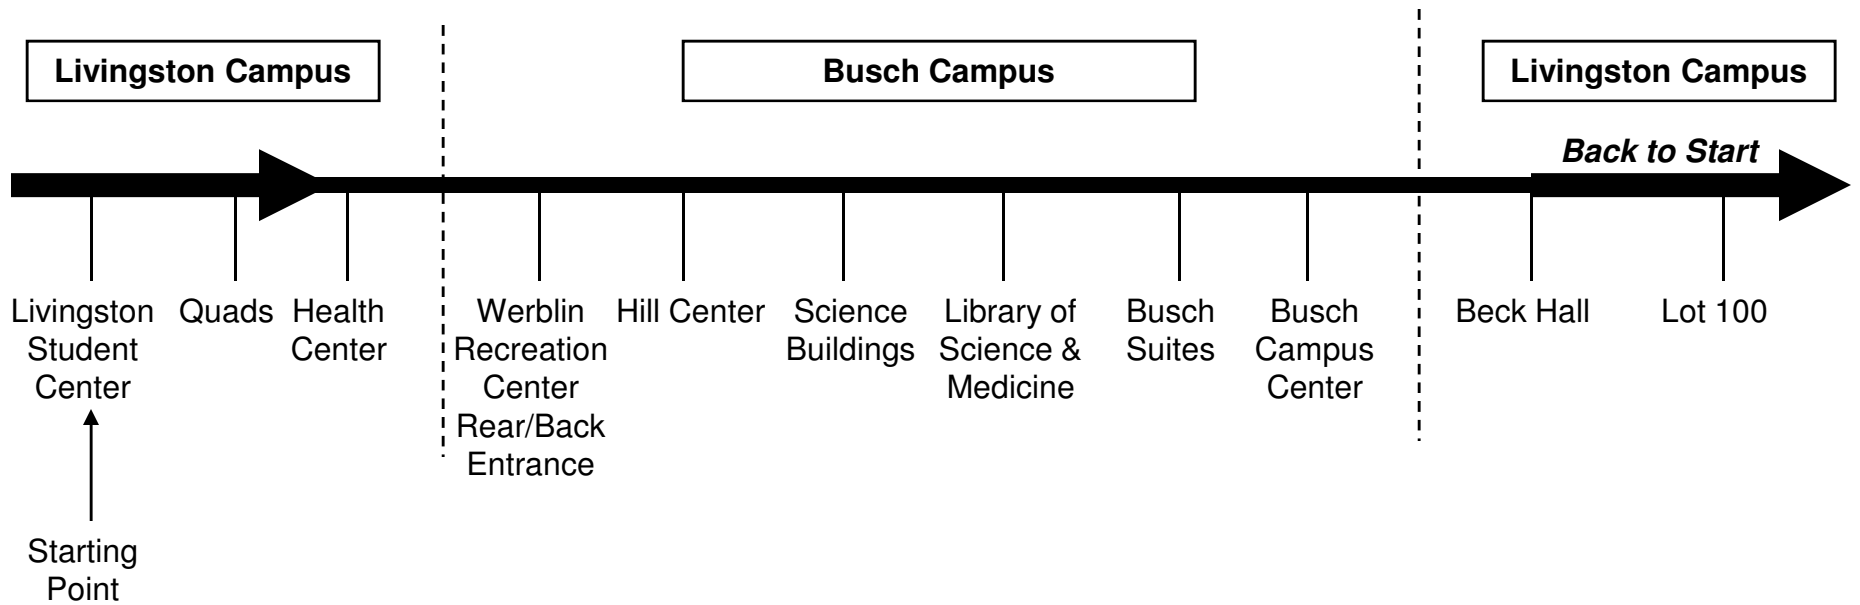 Livingston Campus
Busch Campus
Livingston Campus
Back to Start
Livingston
Student
Center
Quads
Health
Center
Werblin
Recreation
Center
Rear/Back
Entrance
Hill Center
Science
Buildings
Library of
Science &
Medicine
Busch
Suites
Busch
Campus
Center
Beck Hall
Lot 100
Starting
Point